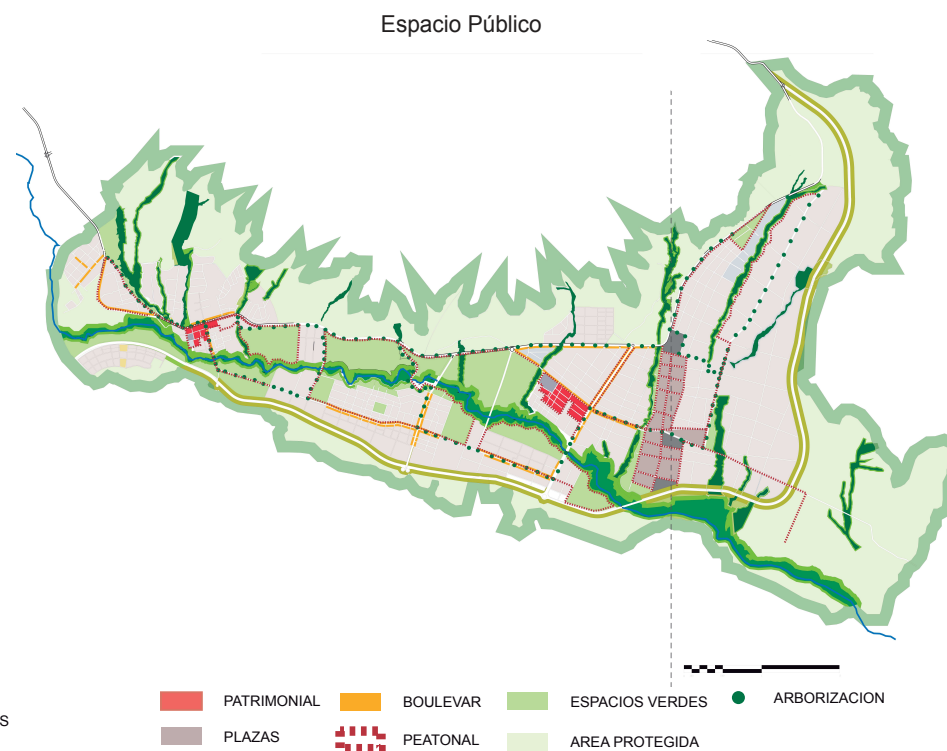 Espacio Público
PATRIMONIAL
BOULEVAR
ESPACIOS VERDES
ARBORIZACION
S
PLAZAS
PEATONAL
AREA PROTEGIDA